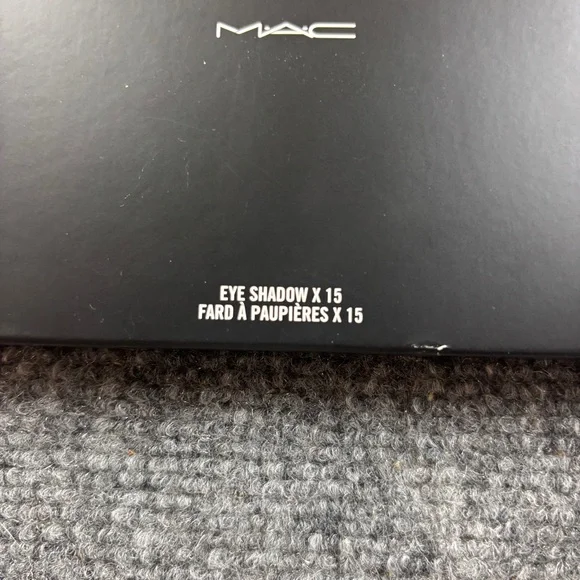 M·A·C
EYE SHADOW X 15
FARD À PAUPIÈRES X 15